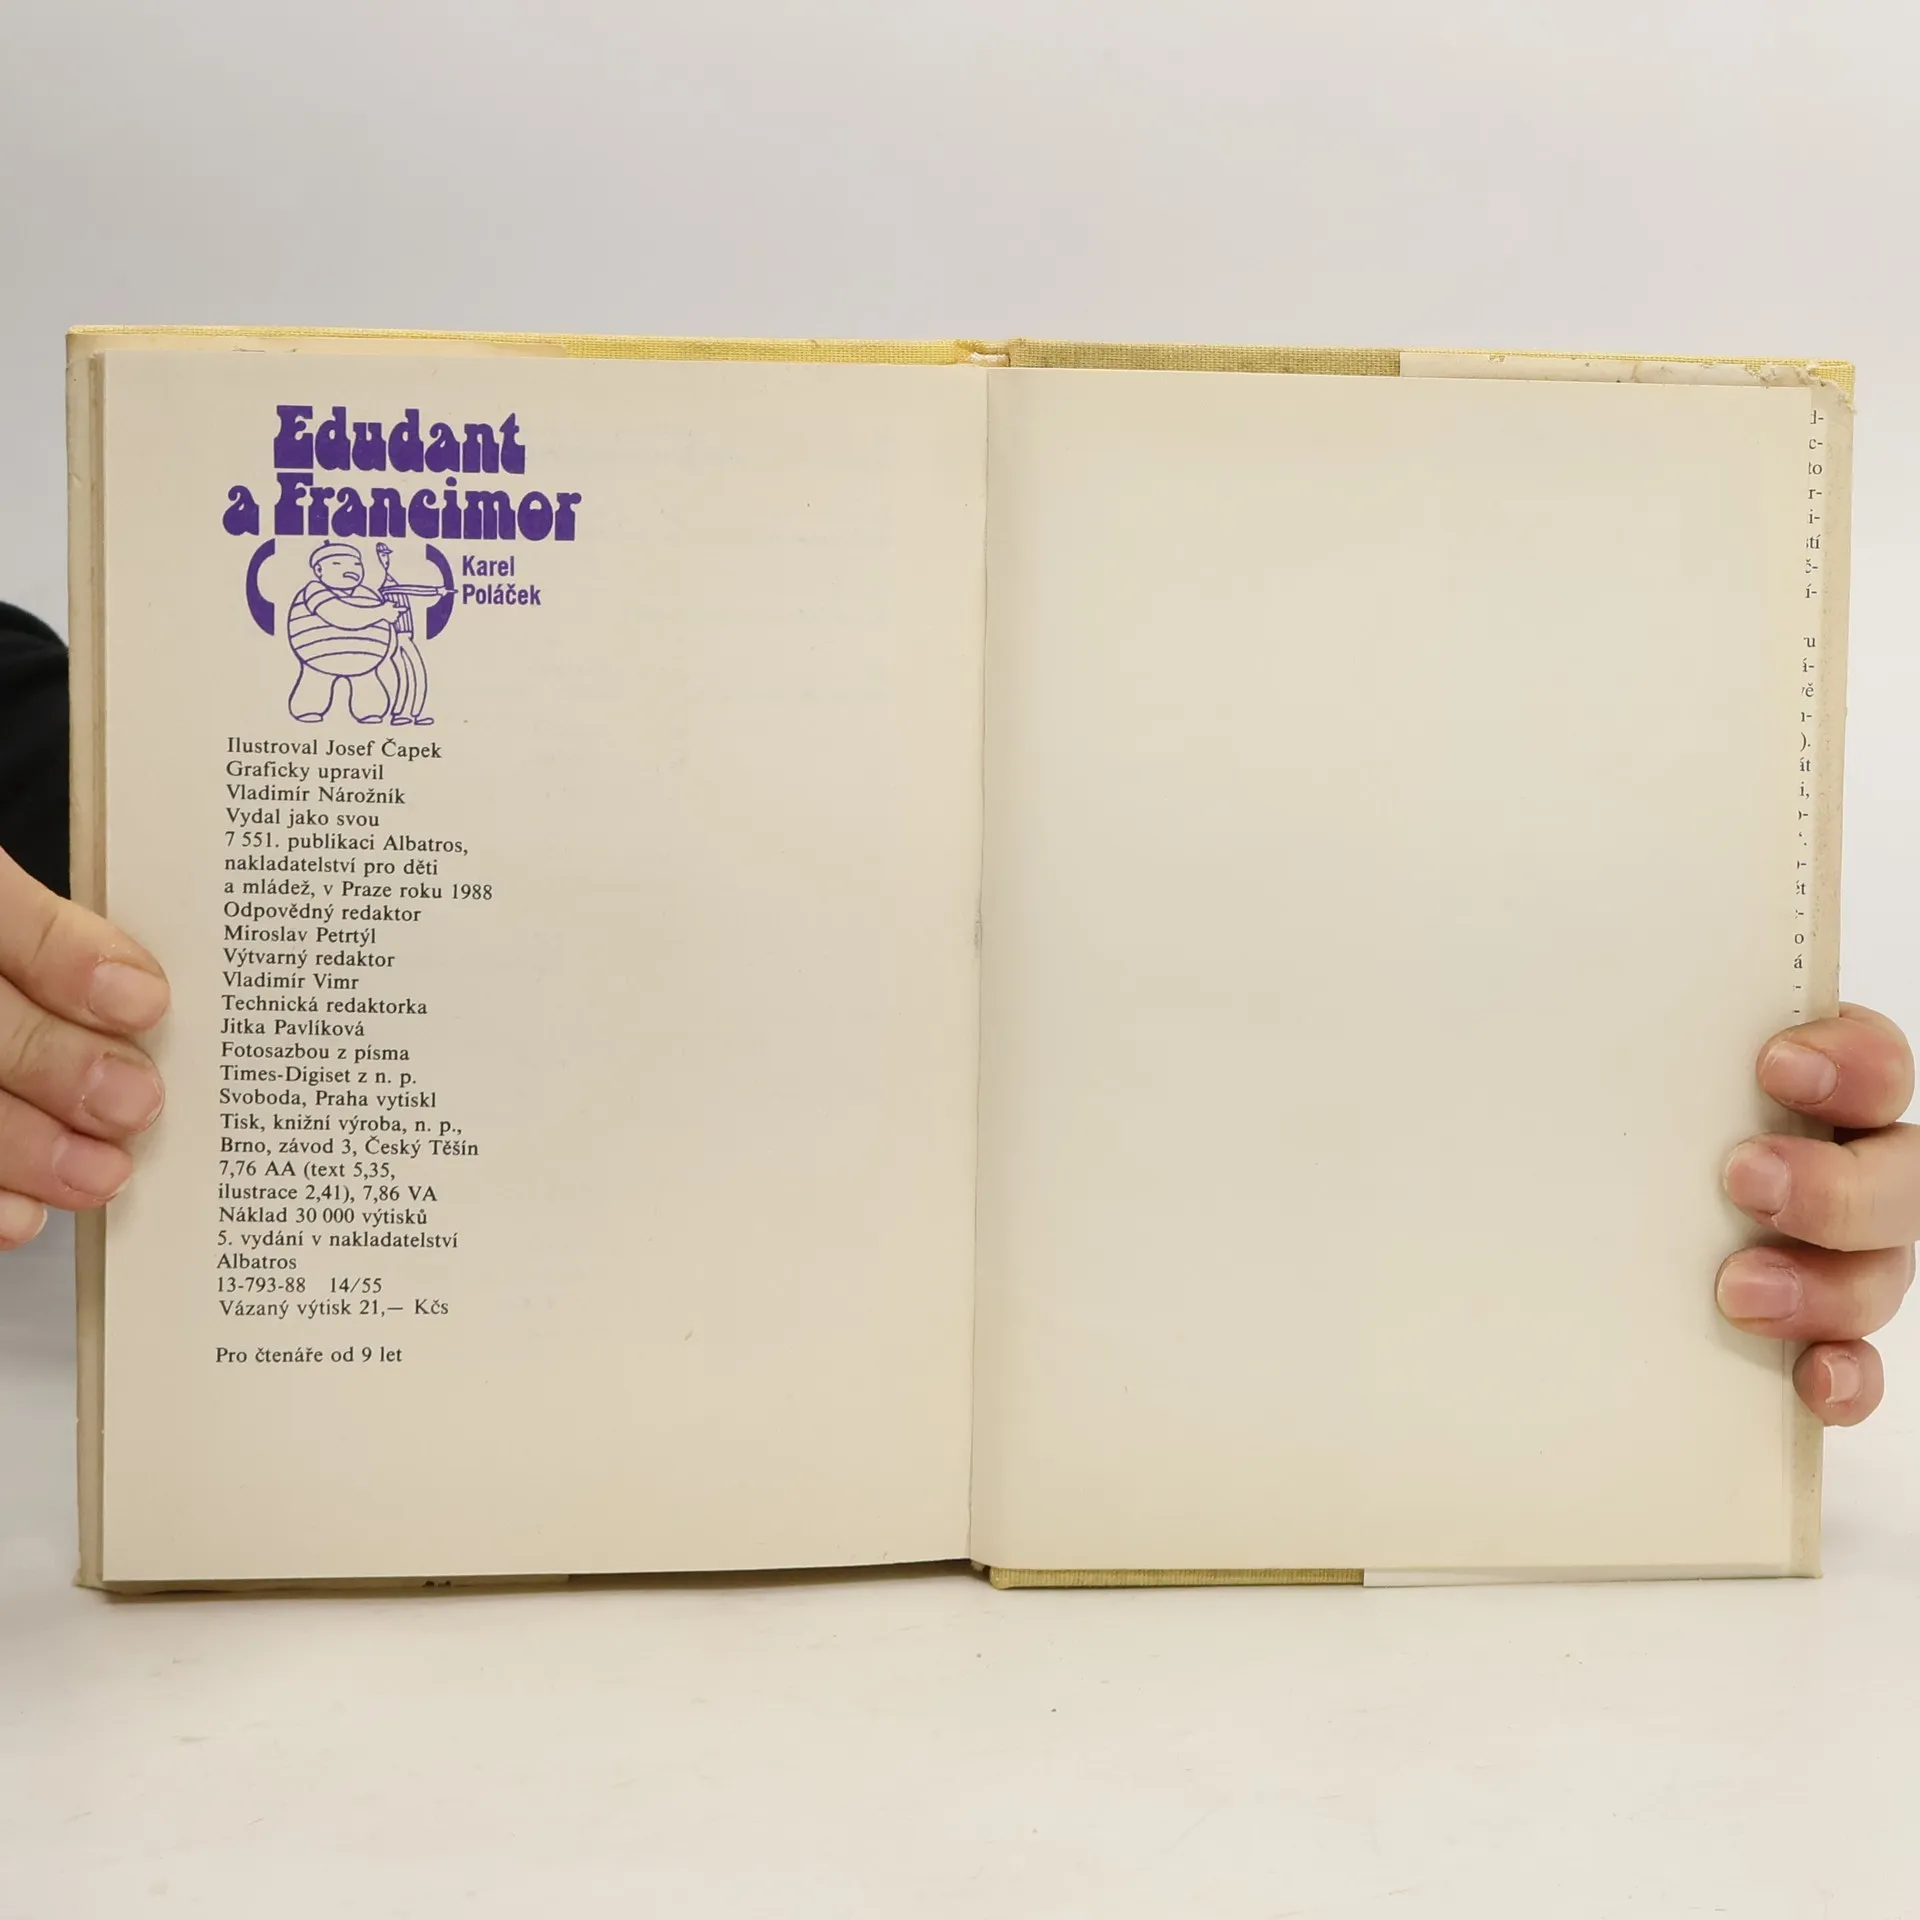 Edudant
a Francimor
Karel
Poláček
Ilustroval Josef Čapek
Graficky upravil
Vladimír Nárožník
Vydal jako svou
7 551. publikaci Albatros,
nakladatelství pro děti
a mládež, v Praze roku 1988
Odpovědný redaktor
Miroslav Petrtýl
Výtvarný redaktor
Vladimír Vimr
Technická redaktorka
Jitka Pavlíková
Fotosazbou z písma
Times-Digiset z n. p.
Svoboda, Praha vytiskl
Tisk, knižní výroba, n. p.,
Brno, závod 3, Český Těšín
7,76 AA (text 5,35,
ilustrace 2,41), 7,86 VA
Náklad 30 000 výtisků
5. vydání v nakladatelství
Albatros
13-793-88 14/55
Vázaný výtisk 21,— Kčs
Pro čtenáře od 9 let